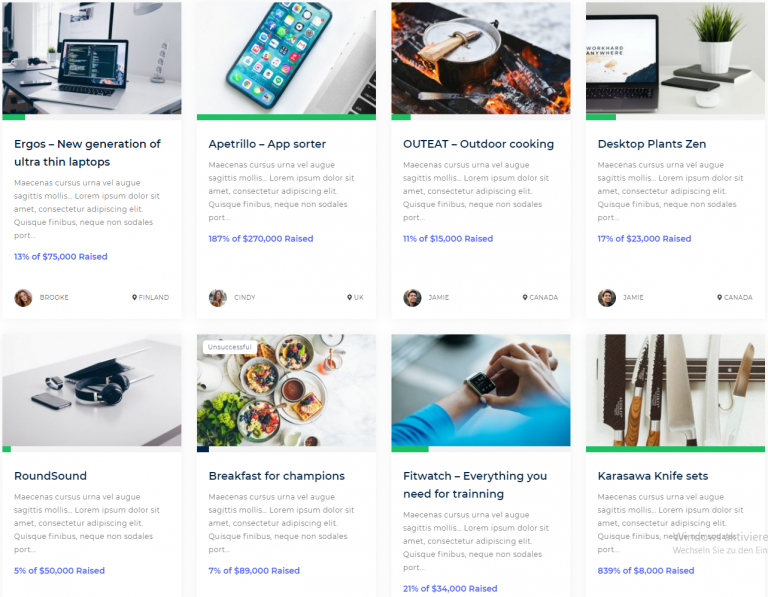 WORKHARD
ANYWHERE
Ergos – New generation of
ultra thin laptops
Maecenas cursus urna vel augue
sagittis mollis... Lorem ipsum dolor sit
amet, consectetur adipiscing elit.
Quisque finibus, neque non sodales
port...
13% of $75,000 Raised
BROOKE
FINLAND
Apetrillo – App sorter
Maecenas cursus urna vel augue
sagittis mollis... Lorem ipsum dolor sit
amet, consectetur adipiscing elit.
Quisque finibus, neque non sodales
port...
187% of $270,000 Raised
CINDY
UK
OUTEAT – Outdoor cooking
Maecenas cursus urna vel augue
sagittis mollis... Lorem ipsum dolor sit
amet, consectetur adipiscing elit.
Quisque finibus, neque non sodales
port...
11% of $15,000 Raised
JAMIE
CANADA
Desktop Plants Zen
Maecenas cursus urna vel augue
sagittis mollis... Lorem ipsum dolor sit
amet, consectetur adipiscing elit.
Quisque finibus, neque non sodales
port...
17% of $23,000 Raised
JAMIE
CANADA
RoundSound
Maecenas cursus urna vel augue
sagittis mollis... Lorem ipsum dolor sit
amet, consectetur adipiscing elit.
Quisque finibus, neque non sodales
port...
5% of $50,000 Raised
Unsuccessful
Breakfast for champions
Maecenas cursus urna vel augue
sagittis mollis... Lorem ipsum dolor sit
amet, consectetur adipiscing elit.
Quisque finibus, neque non sodales
port...
7% of $89,000 Raised
Fitwatch – Everything you
need for trainning
Maecenas cursus urna vel augue
sagittis mollis... Lorem ipsum dolor sit
amet, consectetur adipiscing elit.
Quisque finibus, neque non sodales
port...
21% of $34,000 Raised
Karasawa Knife sets
Maecenas cursus urna vel augue
sagittis mollis... Lorem ipsum dolor sit
amet, consectetur adipiscing elit.
Quisque finibus, neque non sodales
port...
839% of $8,000 Raised
Windows aktiviere
Wechseln Sie zu den Ein